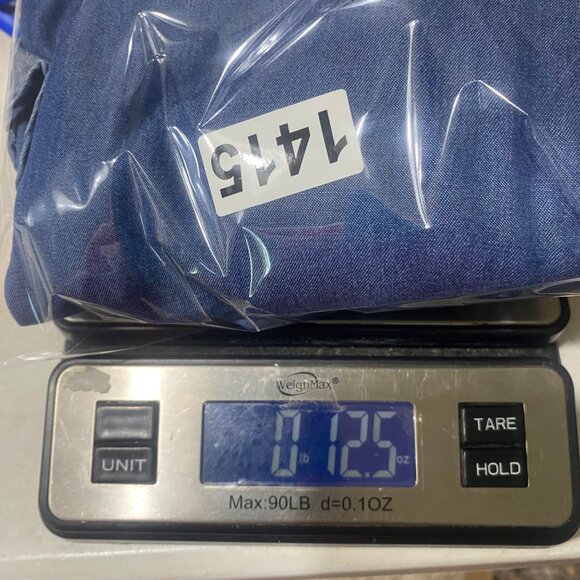 1415
WeighMax®
0 lb 12.5 oz
UNIT
TARE
HOLD
Max:90LB d=0.1OZ